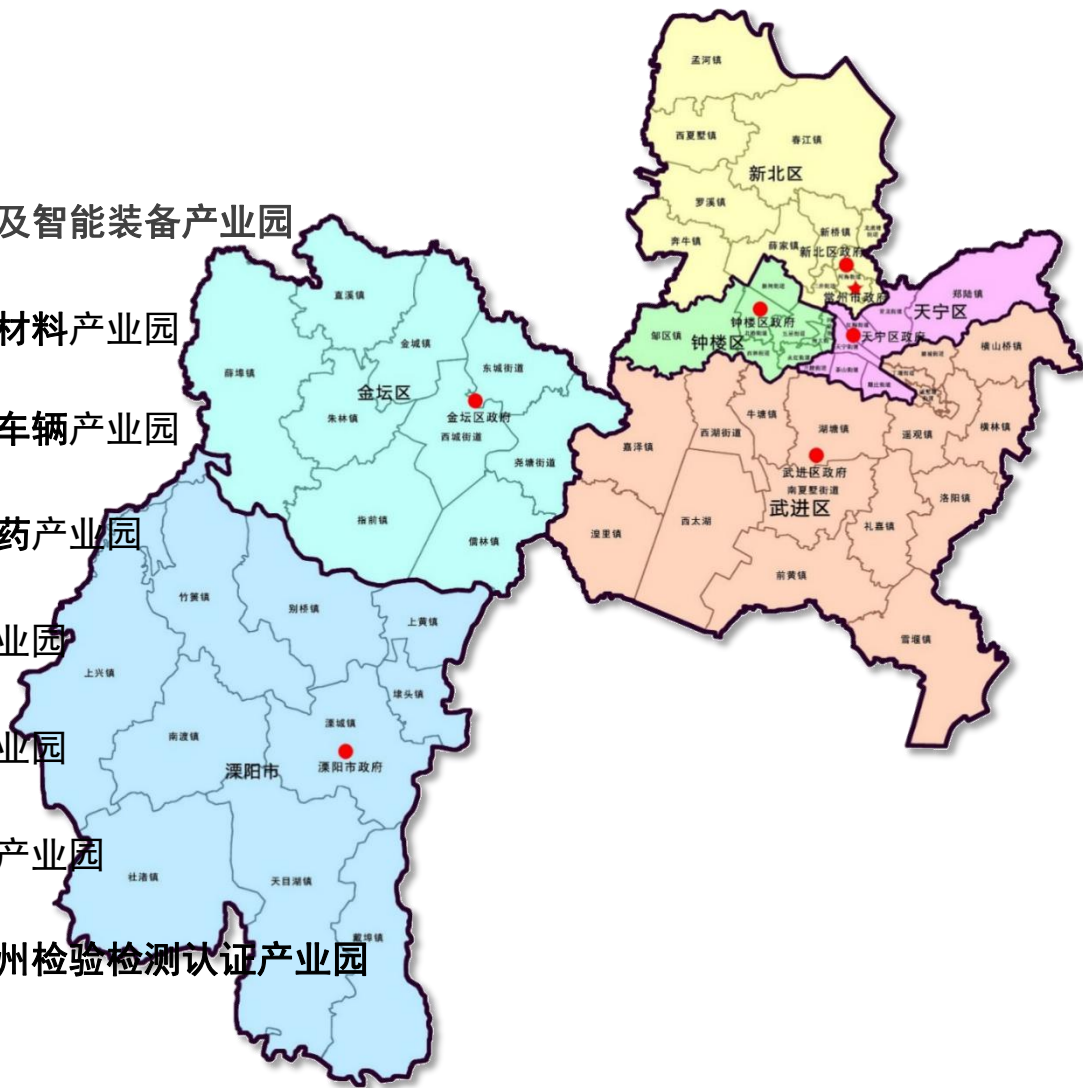 孟河镇
西夏墅镇
春江镇
新北区
罗溪镇
奔牛镇
薛家镇
新桥镇
新北区政府
常州市政府
及智能装备产业园
材料产业园
车辆产业园
药产业园
业园
业园
产业园
州检验检测认证产业园
直溪镇
金城镇
薛埠镇
东城街道
金坛区
朱林镇
金坛区政府
西城街道
尧塘街道
指前镇
儒林镇
邹区镇
钟楼区
钟楼区政府
郑陆镇
天宁区
天宁区政府
横山桥镇
牛塘镇
嘉泽镇
西湖街道
湖塘镇
遥观镇
横林镇
武进区政府
南夏墅街道
武进区
洛阳镇
湟里镇
西太湖
礼嘉镇
前黄镇
雪堰镇
竹箦镇
别桥镇
上黄镇
上兴镇
埭头镇
南渡镇
溧城镇
溧阳市
溧阳市政府
社渚镇
天目湖镇
戴埠镇